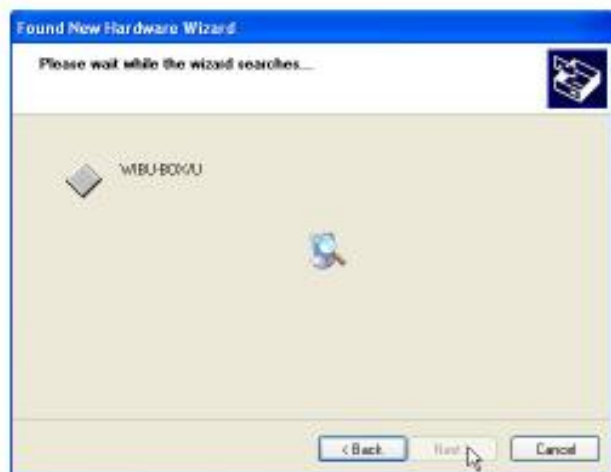 Found New Hardware Wizard
Please wait while the wizard searches...
WIBU-BOX/U
< Back
Next
Cancel